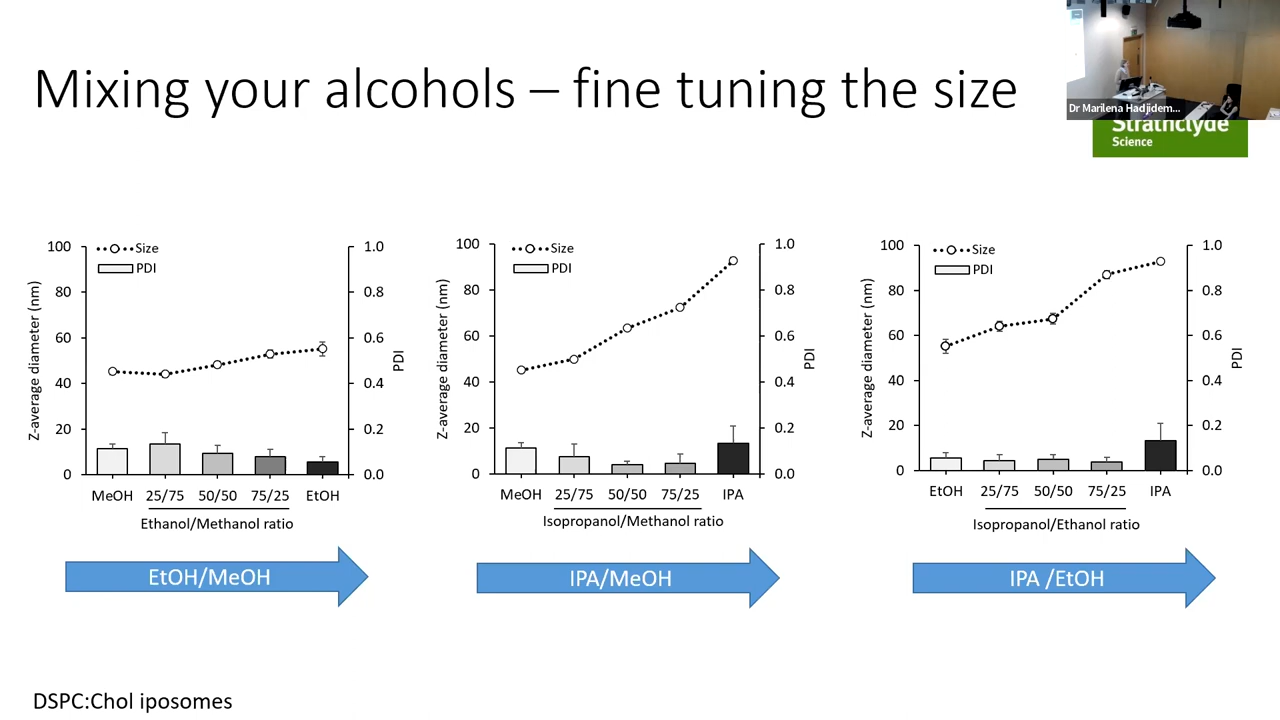 Mixing your alcohols – fine tuning the size
Dr Marilena Hadjidem...
Strathclyde
Science
100
80
60
40
20
0
Z-average diameter (nm)
Size
PDI
1.0
0.8
0.6
0.4
0.2
0.0
PDI
MeOH 25/75 50/50 75/25 EtOH
Ethanol/Methanol ratio
100
80
60
40
20
0
Z-average diameter (nm)
Size
PDI
1.0
0.8
0.6
0.4
0.2
0.0
PDI
MeOH 25/75 50/50 75/25 IPA
Isopropanol/Methanol ratio
100
80
60
40
20
0
Z-average diameter (nm)
Size
PDI
1.0
0.8
0.6
0.4
0.2
0.0
PDI
EtOH 25/75 50/50 75/25 IPA
Isopropanol/Ethanol ratio
EtOH/MeOH
IPA/MeOH
IPA /EtOH
DSPC:Chol iposomes